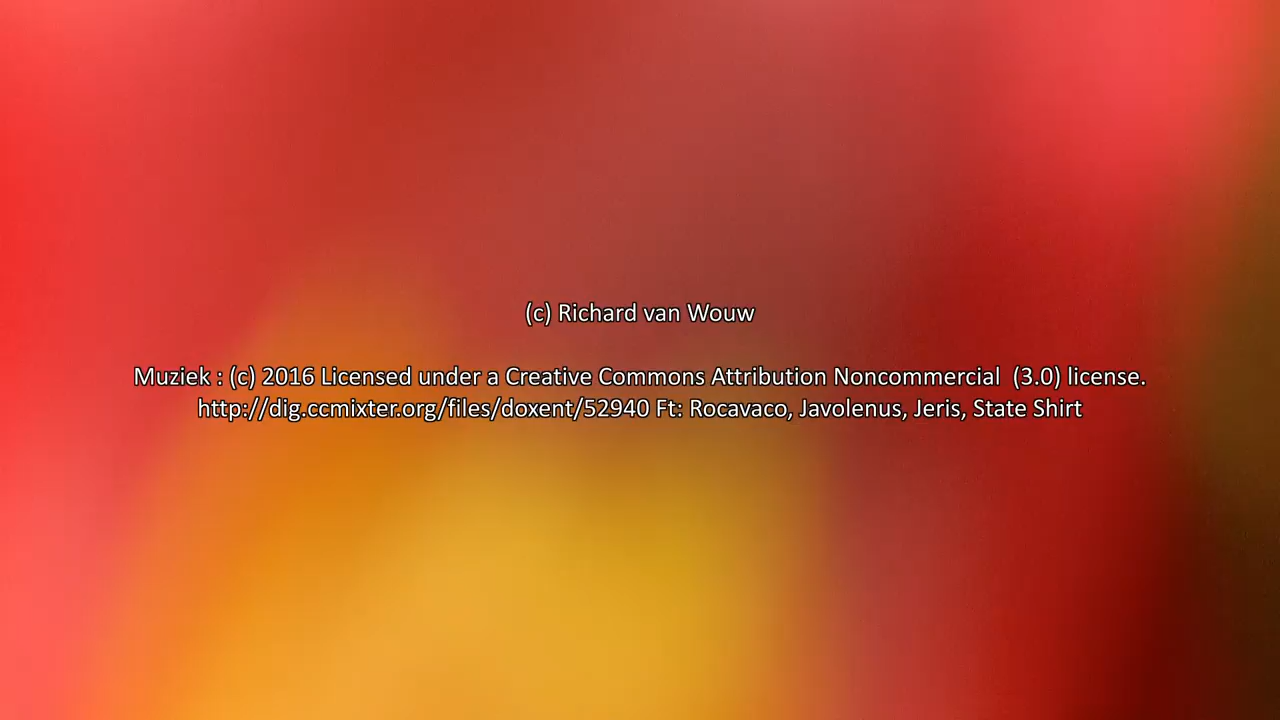 (c) Richard van Wouw
Muziek : (c) 2016 Licensed under a Creative Commons Attribution Noncommercial  (3.0) license.
http://dig.ccmixter.org/files/doxent/52940 Ft: Rocavaco, Javolenus, Jeris, State Shirt